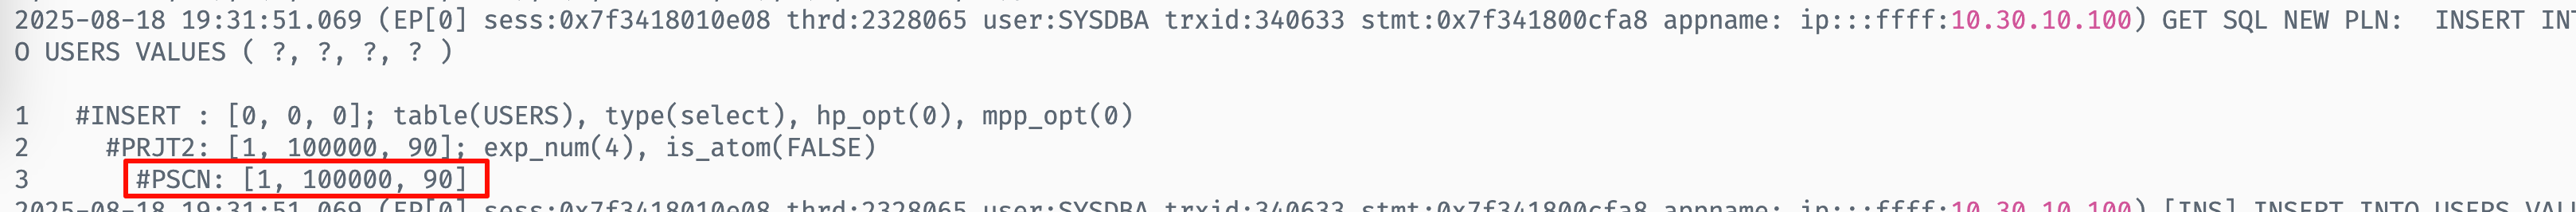 2025-08-18 19:31:51.069 (EP[0] sess:0x7f3418010e08 thrd:2328065 user:SYSDBA trxid:340633 stmt:0x7f341800cfa8 appname: ip:::ffff:10.30.10.100) GET SQL NEW PLN:  INSERT INT
O USERS VALUES ( ?, ?, ?, ? )
1   #INSERT : [0, 0, 0]; table(USERS), type(select), hp_opt(0), mpp_opt(0)
2     #PRJT2: [1, 100000, 90]; exp_num(4), is_atom(FALSE)
3       #PSCN: [1, 100000, 90]
2025-08-18 19:31:51.069 (EP[0] sess:0x7f3418010e08 thrd:2328065 user:SYSDBA trxid:340633 stmt:0x7f341800cfa8 appname: ip:::ffff:10.30.10.100) [INS] INSERT INTO USERS VALU